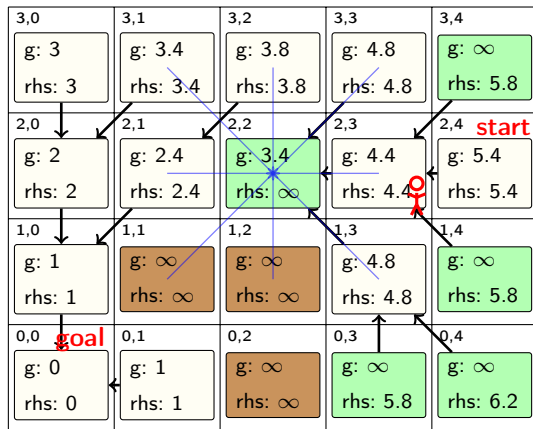 3,0 3,1 3,2 3,3 3,4
g: 3 g: 3.4 g: 3.8 g: 4.8 g: ∞
rhs: 3 rhs: 3.4 rhs: 3.8 rhs: 4.8 rhs: 5.8
2,0 2,1 2,2 2,3 2,4 start
g: 2 g: 2.4 g: 3.4 g: 4.4 g: 5.4
rhs: 2 rhs: 2.4 rhs: ∞ rhs: 4.4 rhs: 5.4
1,0 1,1 1,2 1,3 1,4
g: 1 g: ∞ g: ∞ g: 4.8 g: ∞
rhs: 1 rhs: ∞ rhs: ∞ rhs: 4.8 rhs: 5.8
0,0 goal 0,1 0,2 0,3 0,4
g: 0 g: 1 g: ∞ g: ∞ g: ∞
rhs: 0 rhs: 1 rhs: ∞ rhs: 5.8 rhs: 6.2